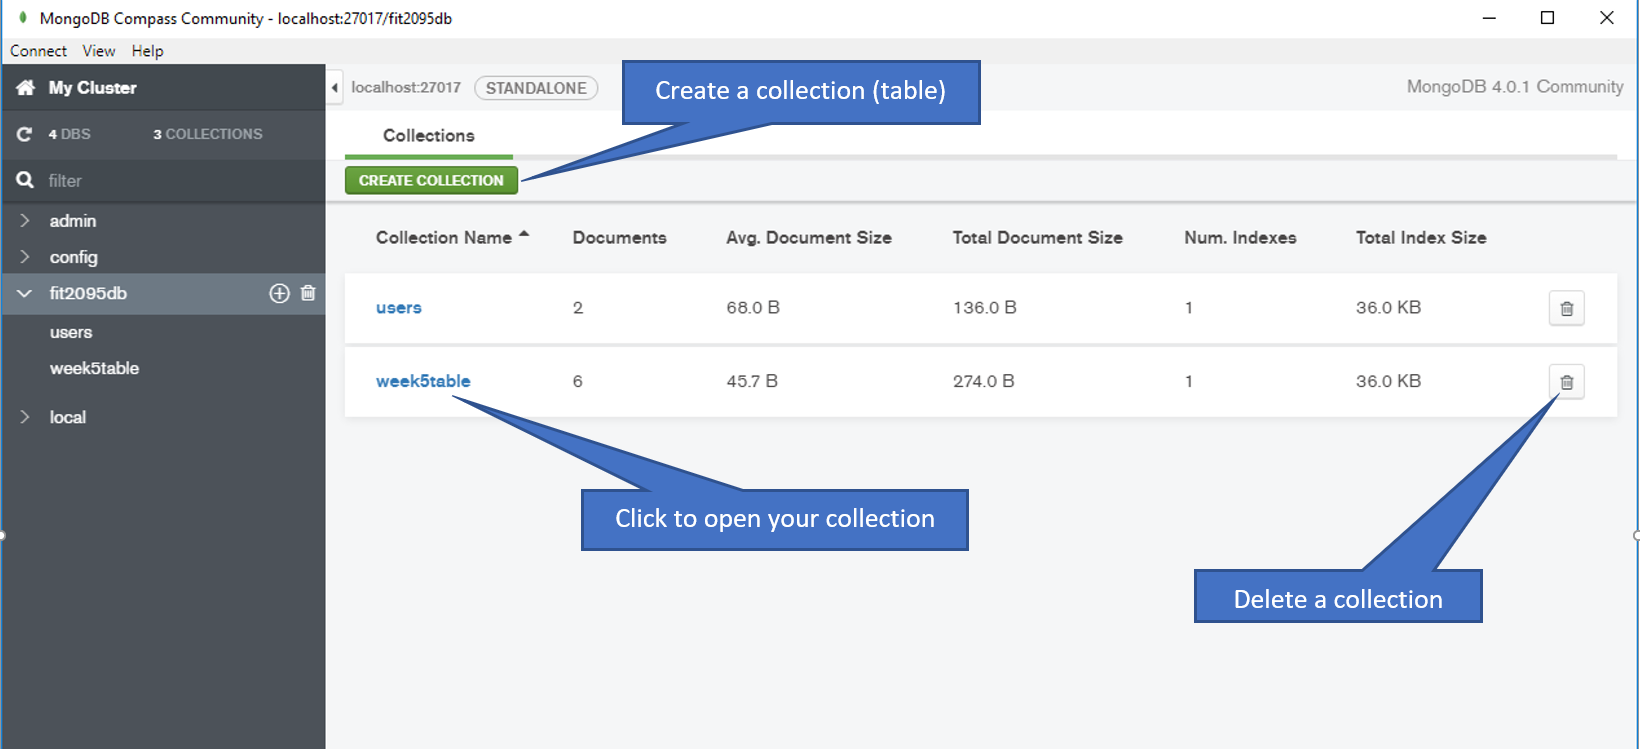 MongoDB Compass Community - localhost:27017/fit2095db
Connect View Help
My Cluster
localhost:27017 STANDALONE
MongoDB 4.0.1 Community
Create a collection (table)
4 DBS 3 COLLECTIONS
Collections
filter
CREATE COLLECTION
admin
config
fit2095db
users
week5table
local
Collection Name Documents Avg. Document Size Total Document Size Num. Indexes Total Index Size
users 2 68.0 B 136.0 B 1 36.0 KB
week5table 6 45.7 B 274.0 B 1 36.0 KB
Click to open your collection
Delete a collection